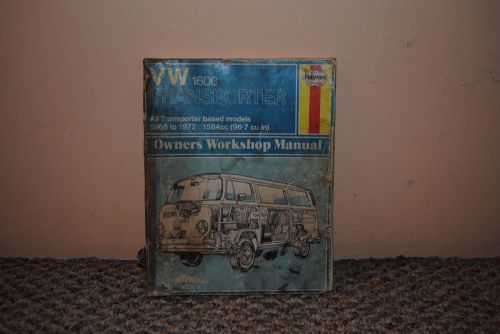 VW 1600
Haynes
TRANSPORTER
All Transporter based models
1968 to 1972 1584cc (96·7 cu in)
Owners Workshop Manual